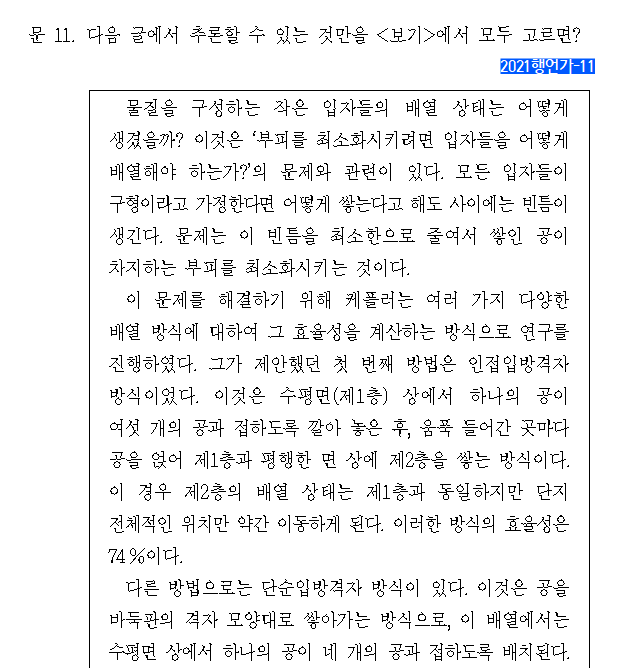 문 11. 다음 글에서 추론할 수 있는 것만을 <보기>에서 모두 고르면?
2021행언가-11
물질을 구성하는 작은 입자들의 배열 상태는 어떻게
생겼을까? 이것은 ‘부피를 최소화시키려면 입자들을 어떻게
배열해야 하는가?’의 문제와 관련이 있다. 모든 입자들이
구형이라고 가정한다면 어떻게 쌓는다고 해도 사이에는 빈틈이
생긴다. 문제는 이 빈틈을 최소한으로 줄여서 쌓인 공이
차지하는 부피를 최소화시키는 것이다.
이 문제를 해결하기 위해 케플러는 여러 가지 다양한
배열 방식에 대하여 그 효율성을 계산하는 방식으로 연구를
진행하였다. 그가 제안했던 첫 번째 방법은 인접입방격자
방식이었다. 이것은 수평면(제1층) 상에서 하나의 공이
여섯 개의 공과 접하도록 깔아 놓은 후, 움푹 들어간 곳마다
공을 얹어 제1층과 평행한 면 상에 제2층을 쌓는 방식이다.
이 경우 제2층의 배열 상태는 제1층과 동일하지만 단지
전체적인 위치만 약간 이동하게 된다. 이러한 방식의 효율성은
74%이다.
다른 방법으로는 단순입방격자 방식이 있다. 이것은 공을
바둑판의 격자 모양대로 쌓아가는 방식으로, 이 배열에서는
수평면 상에서 하나의 공이 네 개의 공과 접하도록 배치된다.